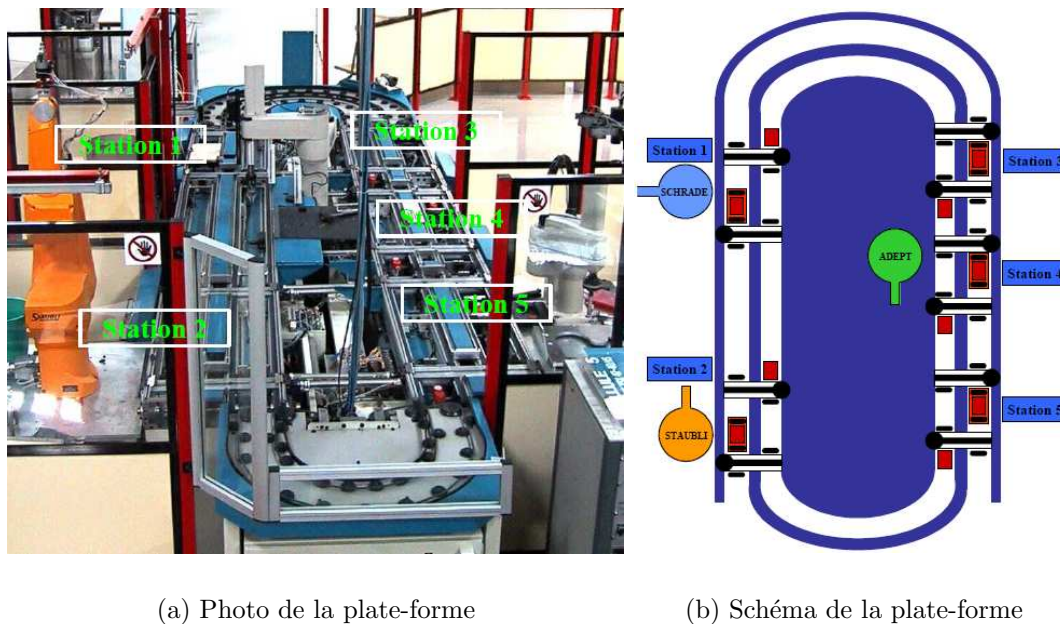 Station 1
Station 3
Station 4
Station 5
Station 2
STAUBLI
Station 1
SCHRADE
Station 3
ADEPT
Station 4
Station 2
STAUBLI
Station 5
(a) Photo de la plate-forme
(b) Schéma de la plate-forme